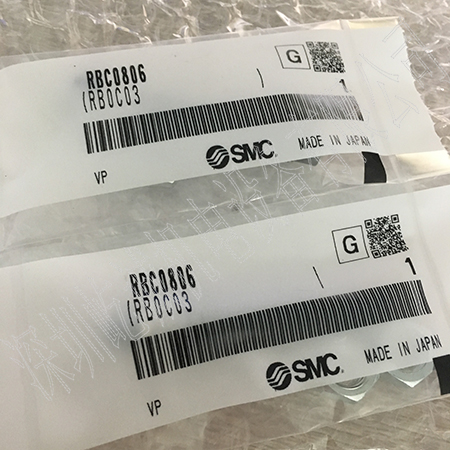 G
RBC0806
(RB0C03 )
1
SMC
MADE IN JAPAN
VP
G
RBC0806
(RB0C03 )
1
SMC
MADE IN JAPAN
VP